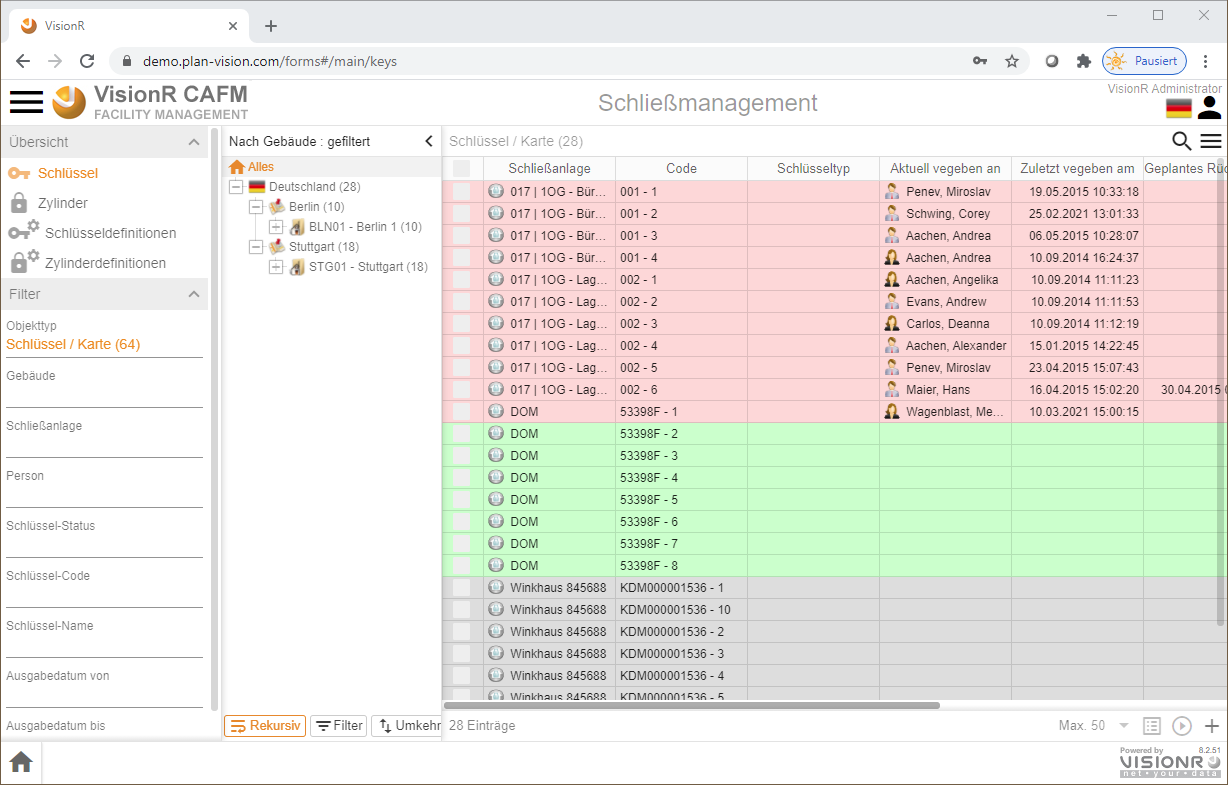 VisionR
demo.plan-vision.com/forms#/main/keys
Pausiert
VisionR CAFM
FACILITY MANAGEMENT
Schließmanagement
VisionR Administrator
Übersicht
Schlüssel
Zylinder
Schlüsseldefinitionen
Zylinderdefinitionen
Filter
Objekttyp
Schlüssel / Karte (64)
Gebäude
Schließanlage
Person
Schlüssel-Status
Schlüssel-Code
Schlüssel-Name
Ausgabedatum von
Ausgabedatum bis
Nach Gebäude : gefiltert
Alles
Deutschland (28)
Berlin (10)
BLN01 - Berlin 1 (10)
Stuttgart (18)
STG01 - Stuttgart (18)
Rekursiv Filter Umkehr
Schlüssel / Karte (28)
Schließanlage Code Schlüsseltyp Aktuell vegeben an Zuletzt vegeben am Geplantes Rüc
017 | 1OG - Bür... 001 - 1 Penev, Miroslav 19.05.2015 10:33:18
017 | 1OG - Bür... 001 - 2 Schwing, Corey 25.02.2021 13:01:33
017 | 1OG - Bür... 001 - 3 Aachen, Andrea 06.05.2015 10:28:07
017 | 1OG - Bür... 001 - 4 Aachen, Andrea 10.09.2014 16:24:37
017 | 1OG - Lag... 002 - 1 Aachen, Angelika 10.09.2014 11:11:23
017 | 1OG - Lag... 002 - 2 Evans, Andrew 10.09.2014 11:11:53
017 | 1OG - Lag... 002 - 3 Carlos, Deanna 10.09.2014 11:12:19
017 | 1OG - Lag... 002 - 4 Aachen, Alexander 15.01.2015 14:22:45
017 | 1OG - Lag... 002 - 5 Penev, Miroslav 23.04.2015 15:07:43
017 | 1OG - Lag... 002 - 6 Maier, Hans 16.04.2015 15:02:20 30.04.2015
DOM 53398F - 1 Wagenblast, Me... 10.03.2021 15:00:15
DOM 53398F - 2
DOM 53398F - 3
DOM 53398F - 4
DOM 53398F - 5
DOM 53398F - 6
DOM 53398F - 7
DOM 53398F - 8
Winkhaus 845688 KDM000001536 - 1
Winkhaus 845688 KDM000001536 - 10
Winkhaus 845688 KDM000001536 - 2
Winkhaus 845688 KDM000001536 - 3
Winkhaus 845688 KDM000001536 - 4
Winkhaus 845688 KDM000001536 - 5
28 Einträge Max. 50
Powered by 8.2.51
VISIONR
net · your · data